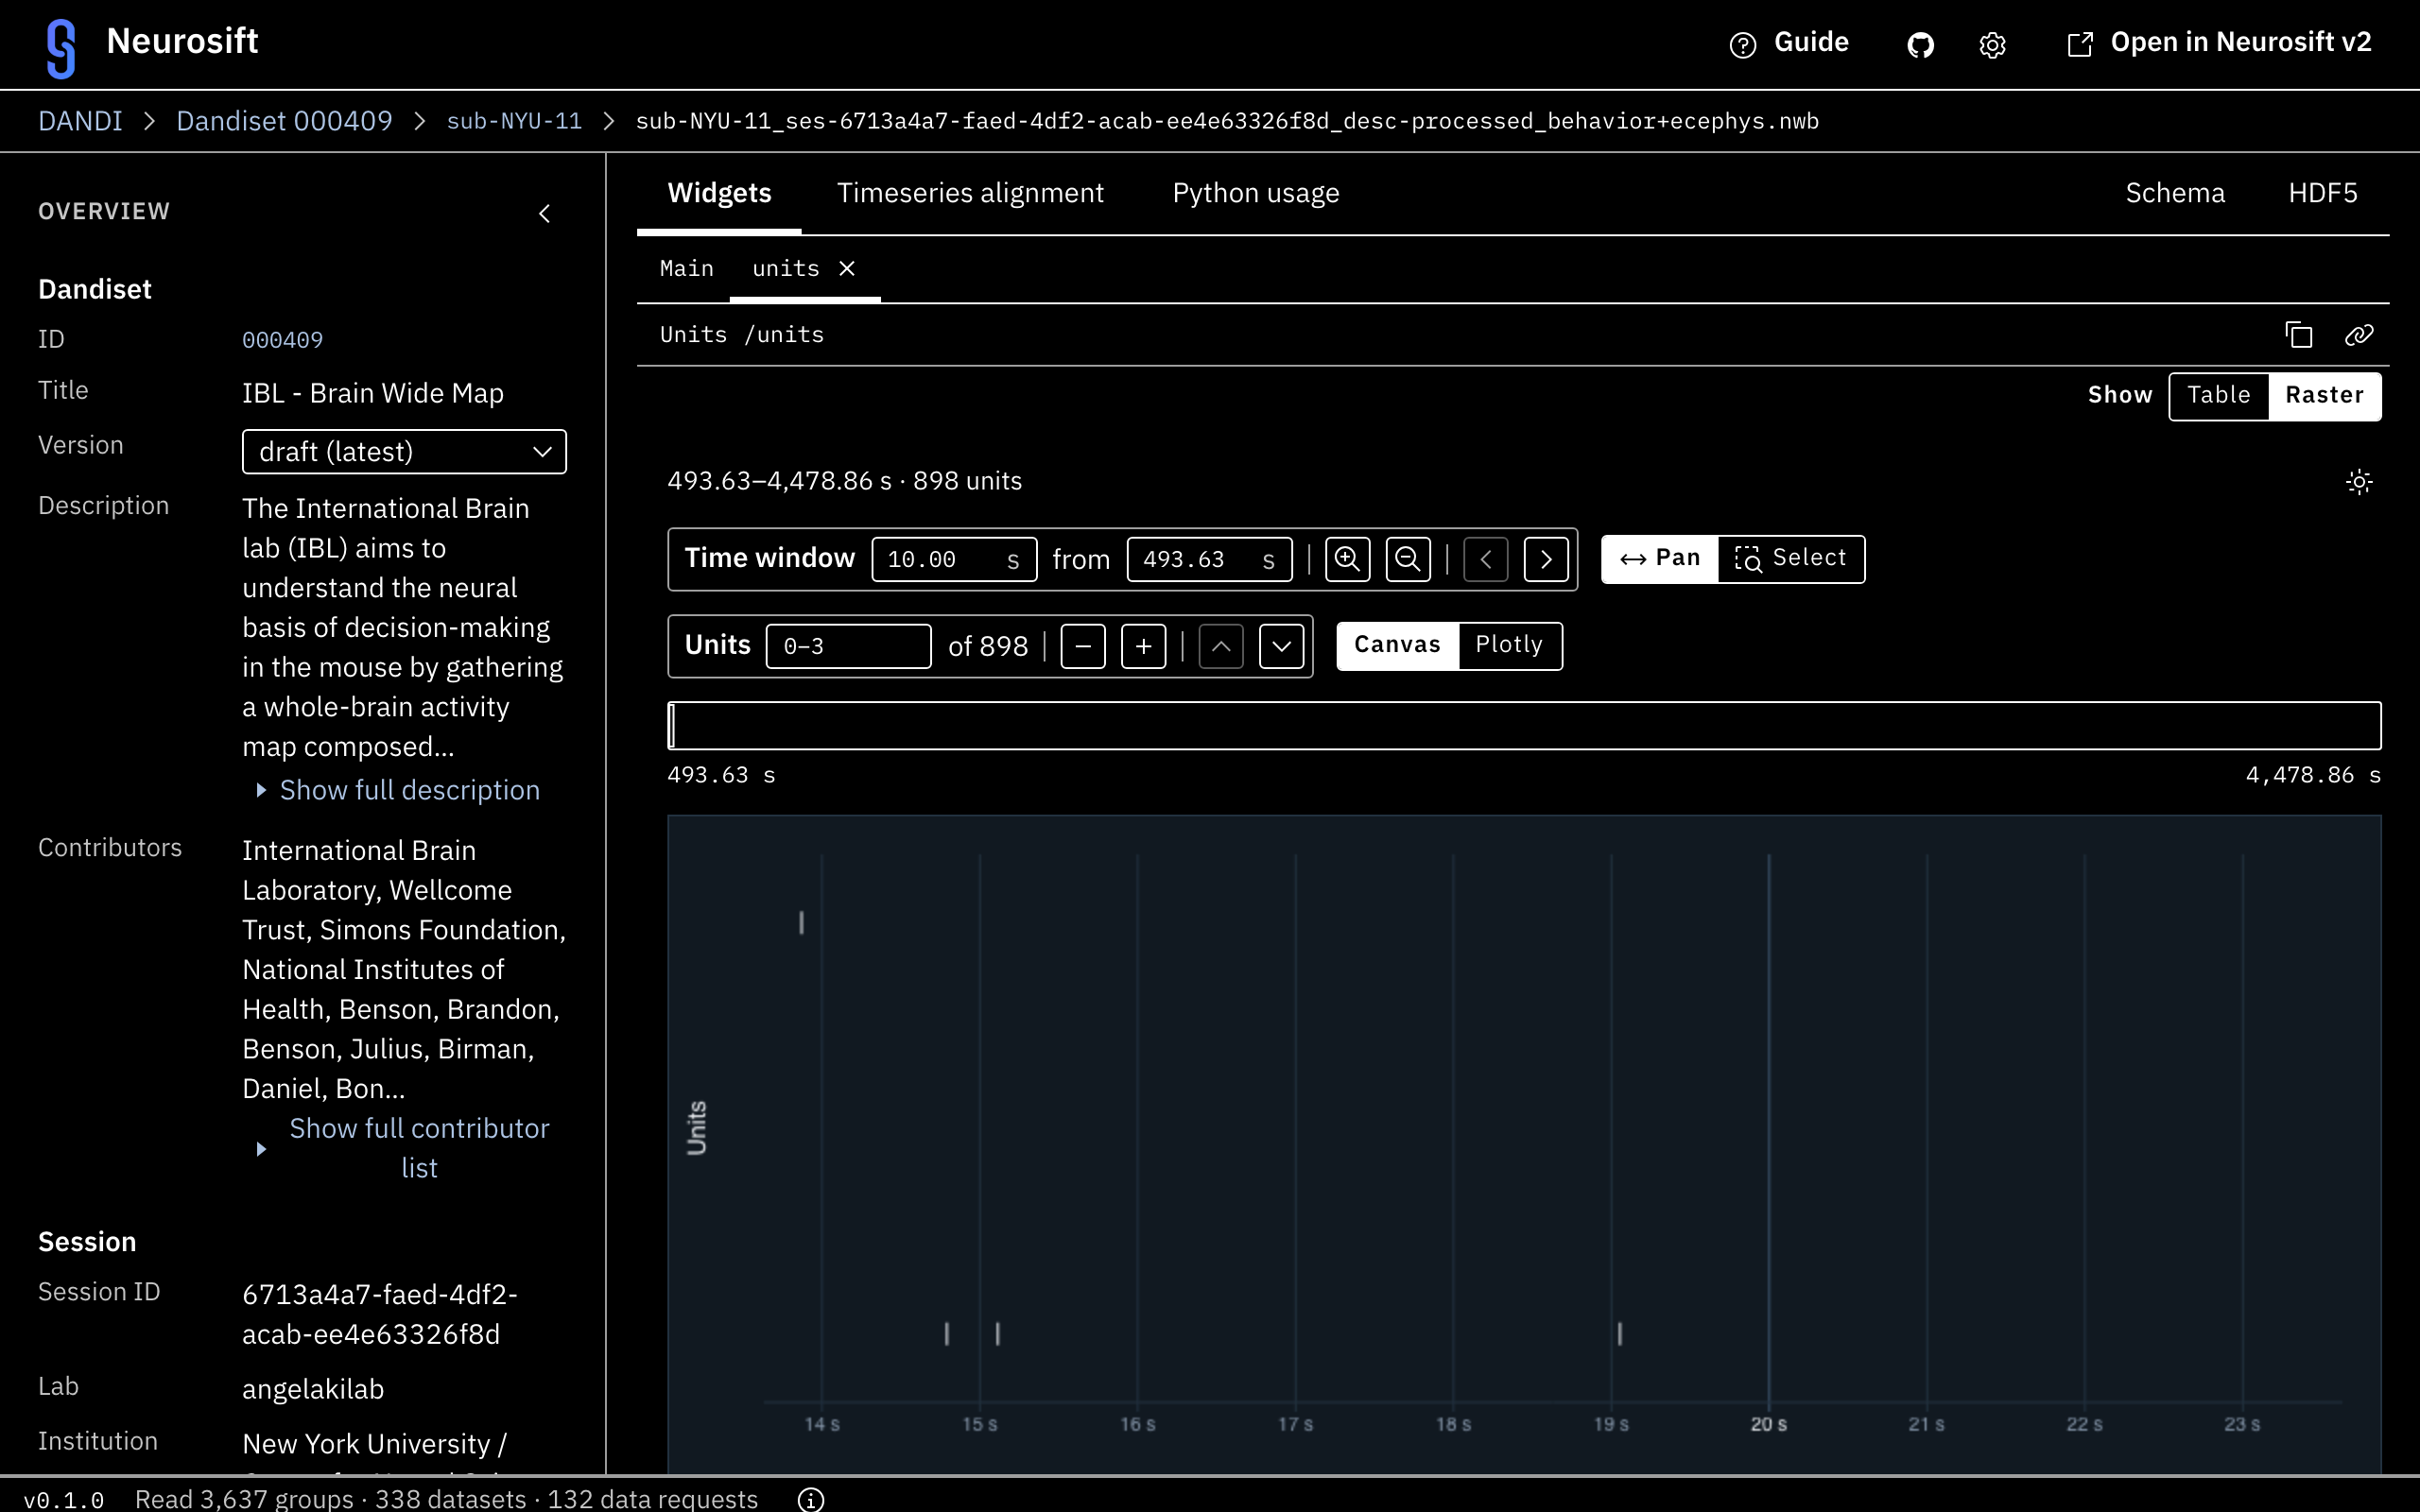 Neurosift
Guide
Open in Neurosift v2
DANDI > Dandiset 000409 > sub-NYU-11 > sub-NYU-11_ses-6713a4a7-faed-4df2-acab-ee4e63326f8d_desc-processed_behavior+ecephys.nwb
OVERVIEW
Dandiset
ID 000409
Title IBL - Brain Wide Map
Version draft (latest)
Description The International Brain
lab (IBL) aims to
understand the neural
basis of decision-making
in the mouse by gathering
a whole-brain activity
map composed...
Show full description
Contributors International Brain
Laboratory, Wellcome
Trust, Simons Foundation,
National Institutes of
Health, Benson, Brandon,
Benson, Julius, Birman,
Daniel, Bon...
Show full contributor
list
Session
Session ID 6713a4a7-faed-4df2-
acab-ee4e63326f8d
Lab angelakilab
Institution New York University /
Widgets Timeseries alignment Python usage Schema HDF5
Main units
Units /units
Show Table Raster
493.63–4,478.86 s · 898 units
Time window 10.00 s from 493.63 s Pan Select
Units 0–3 of 898 Canvas Plotly
493.63 s 4,478.86 s
Units
14 s 15 s 16 s 17 s 18 s 19 s 20 s 21 s 22 s 23 s
v0.1.0 Read 3,637 groups · 338 datasets · 132 data requests